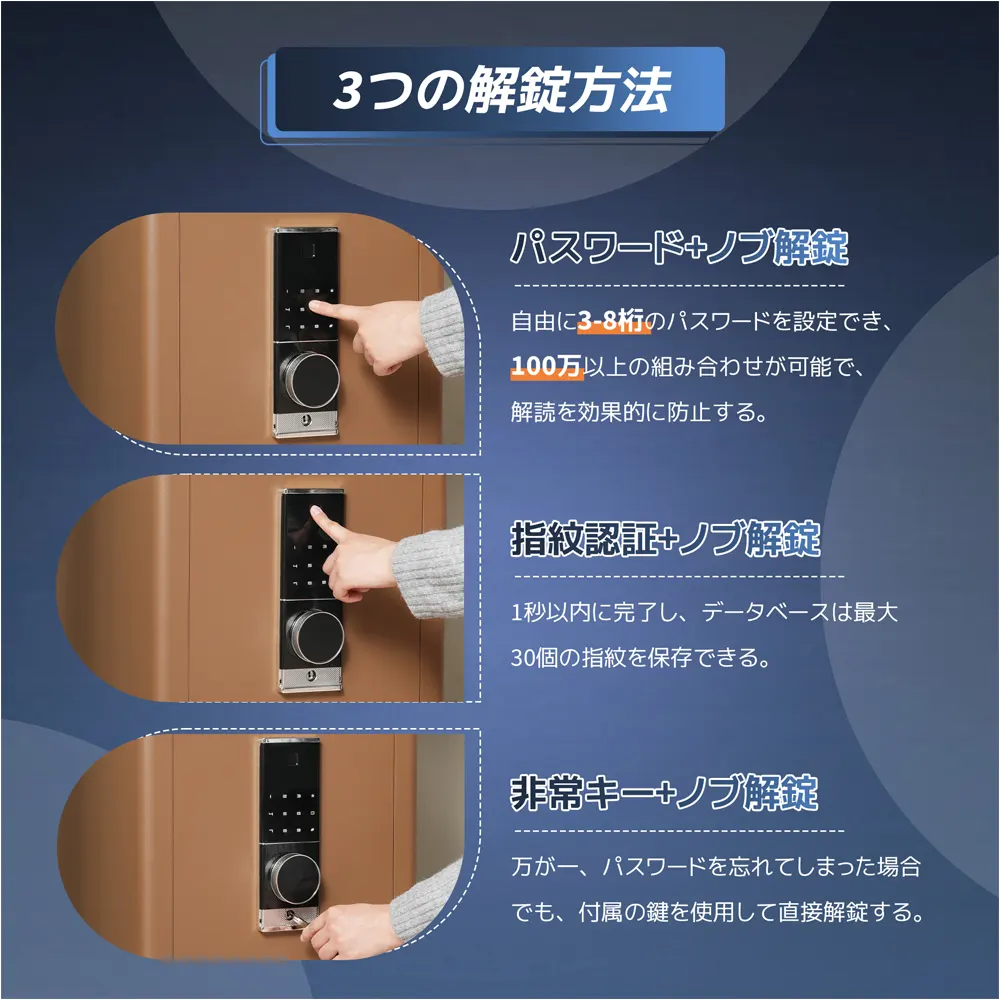 3つの解錠方法
パスワード+ノブ解錠
自由に3-8桁のパスワードを設定でき、
100万以上の組み合わせが可能で、
解読を効果的に防止する。
指紋認証+ノブ解錠
1秒以内に完了し、データベースは最大
30個の指紋を保存できる。
非常キー+ノブ解錠
万が一、パスワードを忘れてしまった場合
でも、付属の鍵を使用して直接解錠する。